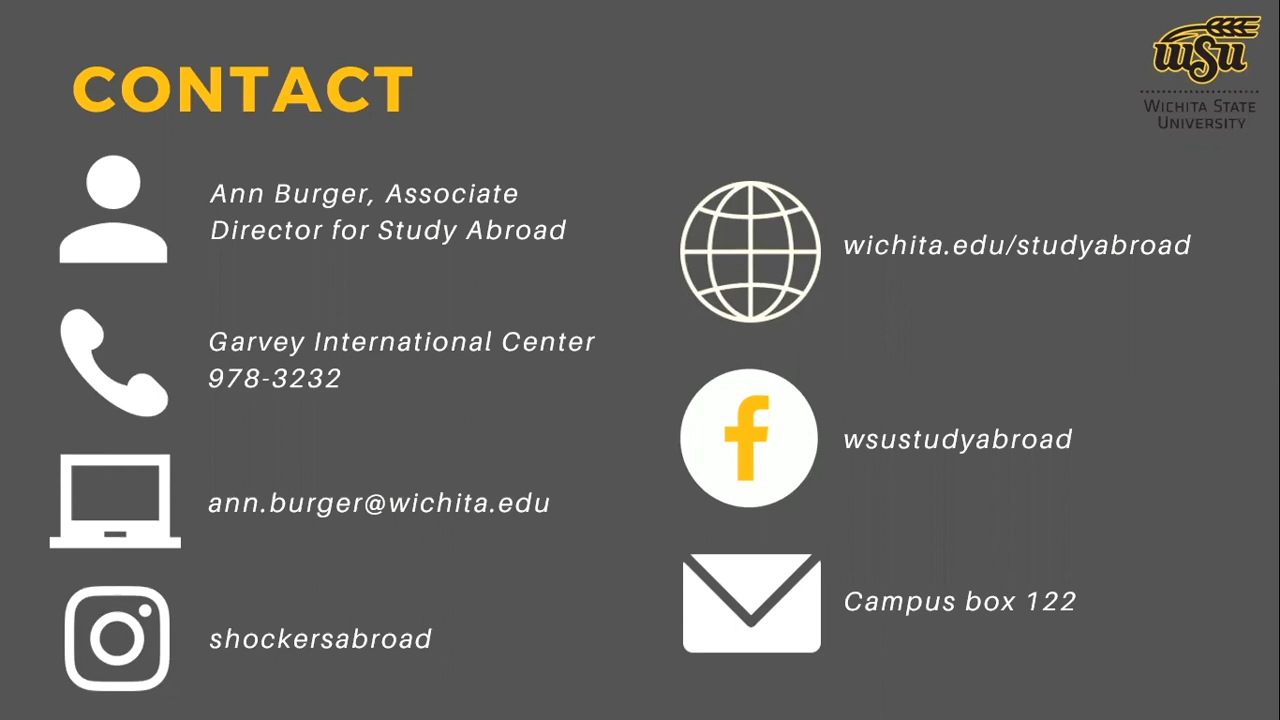 CONTACT
wsu
WICHITA STATE
UNIVERSITY
Ann Burger, Associate
Director for Study Abroad
Garvey International Center
978-3232
ann.burger@wichita.edu
shockersabroad
wichita.edu/studyabroad
f
wsustudyabroad
Campus box 122